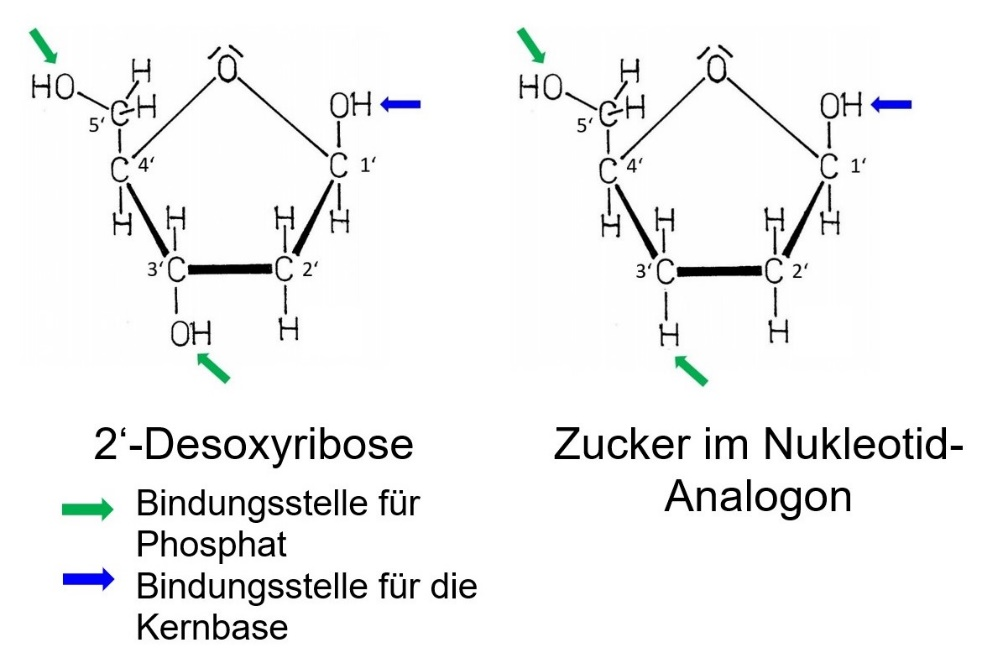 HO H H O OH
C
5‘
C 4‘ C 1‘
H H H H
3‘ C C 2‘
OH H
HO H H O OH
C
5‘
C 4‘ C 1‘
H H H H
3‘ C C 2‘
H H
2‘-Desoxyribose
Bindungsstelle für
Phosphat
Bindungsstelle für die
Kernbase
Zucker im Nukleotid-
Analogon